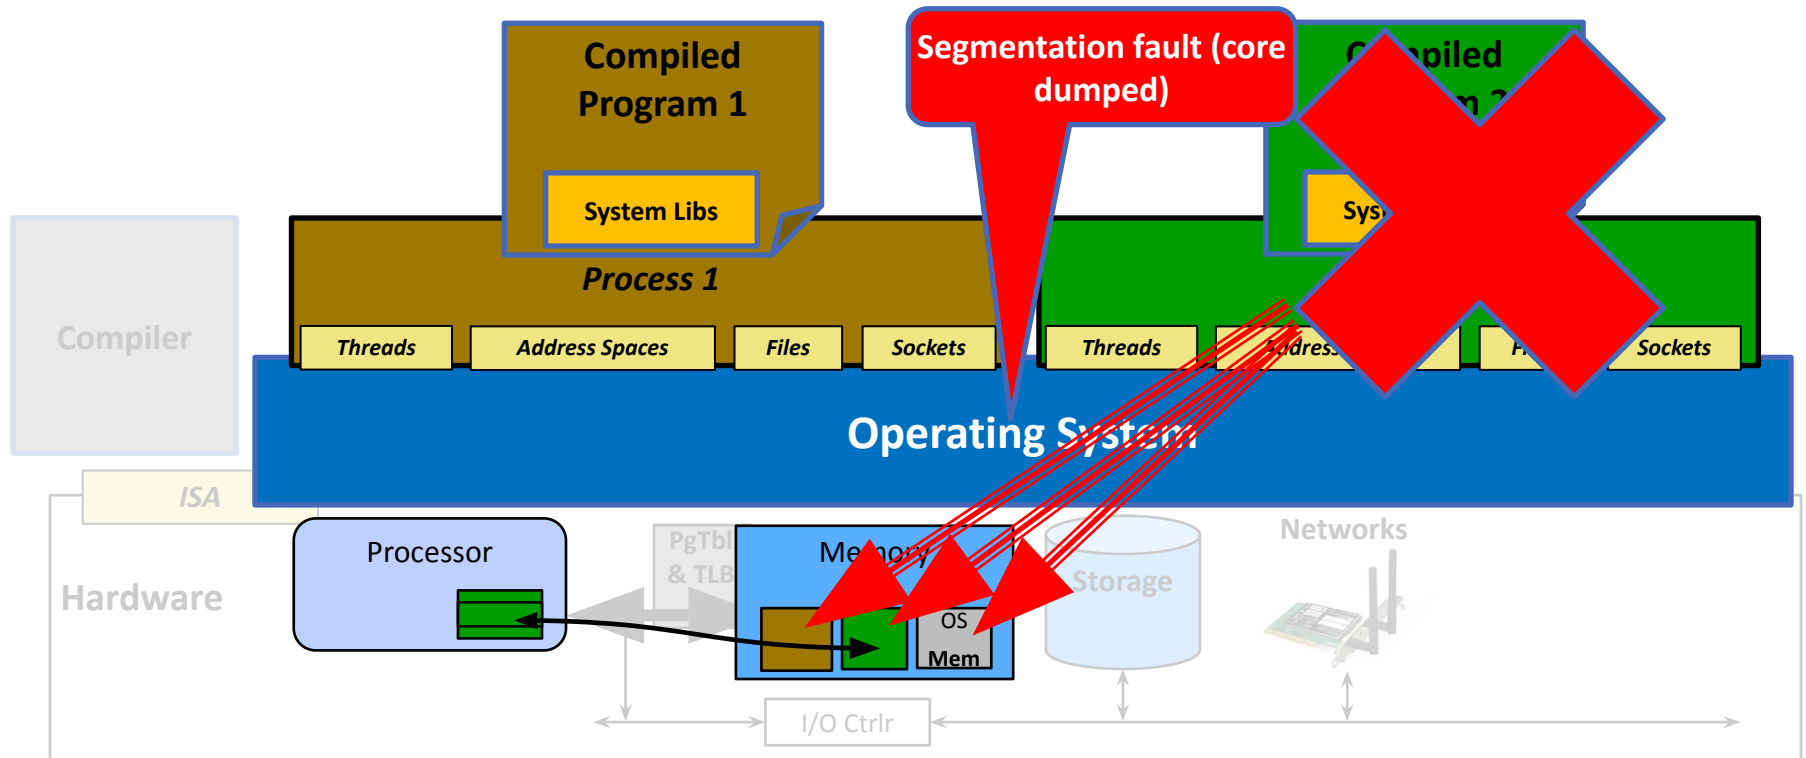 Compiled
Program 1
System Libs
Process 1
Segmentation fault (core
dumped)
Compiler
Threads
Address Spaces
Files
Sockets
Threads
Sockets
Operating System
ISA
Hardware
Processor
PgTbl
& TLB
Memory
OS
Mem
Storage
Networks
I/O Ctrlr